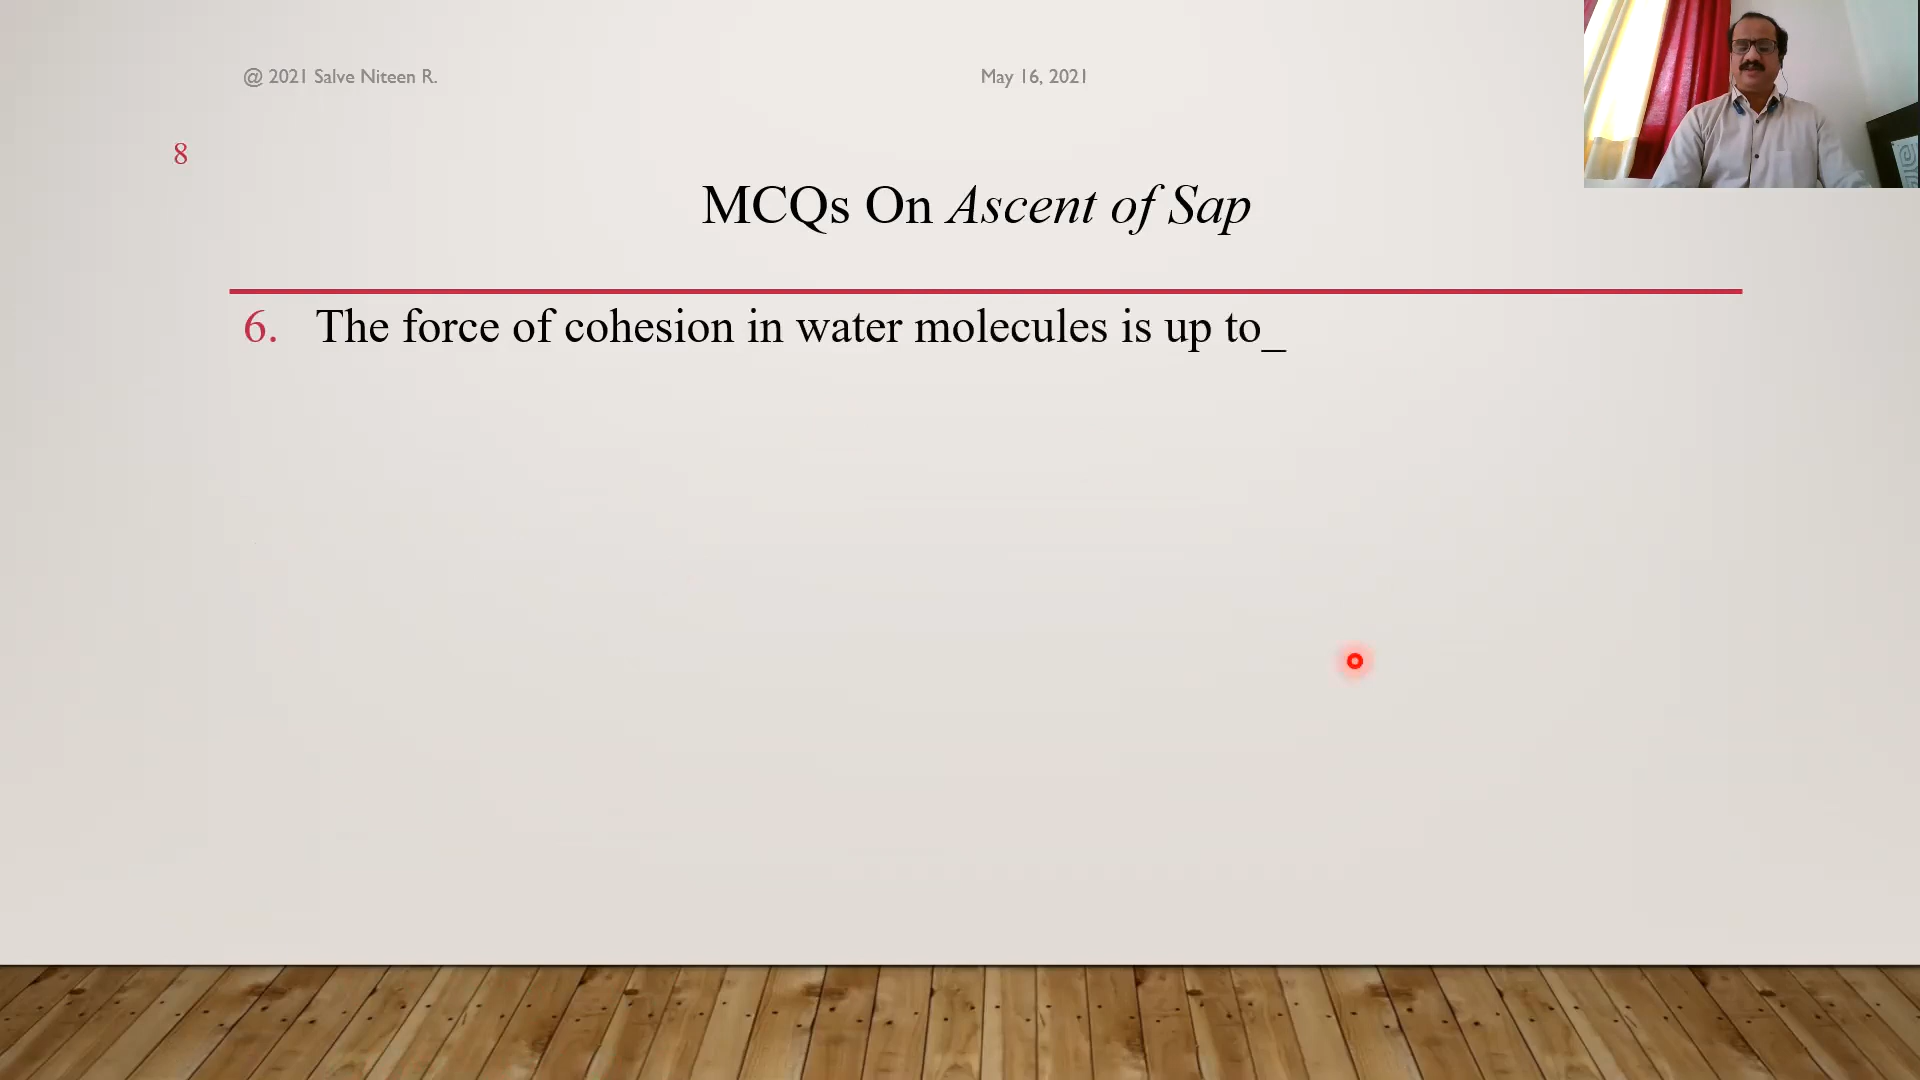 @ 2021 Salve Niteen R.
May 16, 2021
8
MCQs On Ascent of Sap
6. The force of cohesion in water molecules is up to_